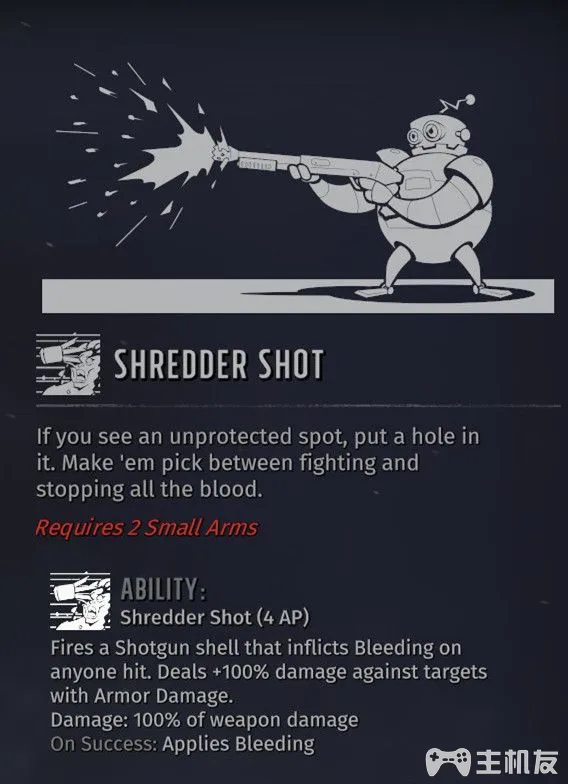 SHREDDER SHOT
If you see an unprotected spot, put a hole in
it. Make 'em pick between fighting and
stopping all the blood.
Requires 2 Small Arms
ABILITY:
Shredder Shot (4 AP)
Fires a Shotgun shell that inflicts Bleeding on
anyone hit. Deals +100% damage against targets
with Armor Damage.
Damage: 100% of weapon damage
On Success: Applies Bleeding
主机友